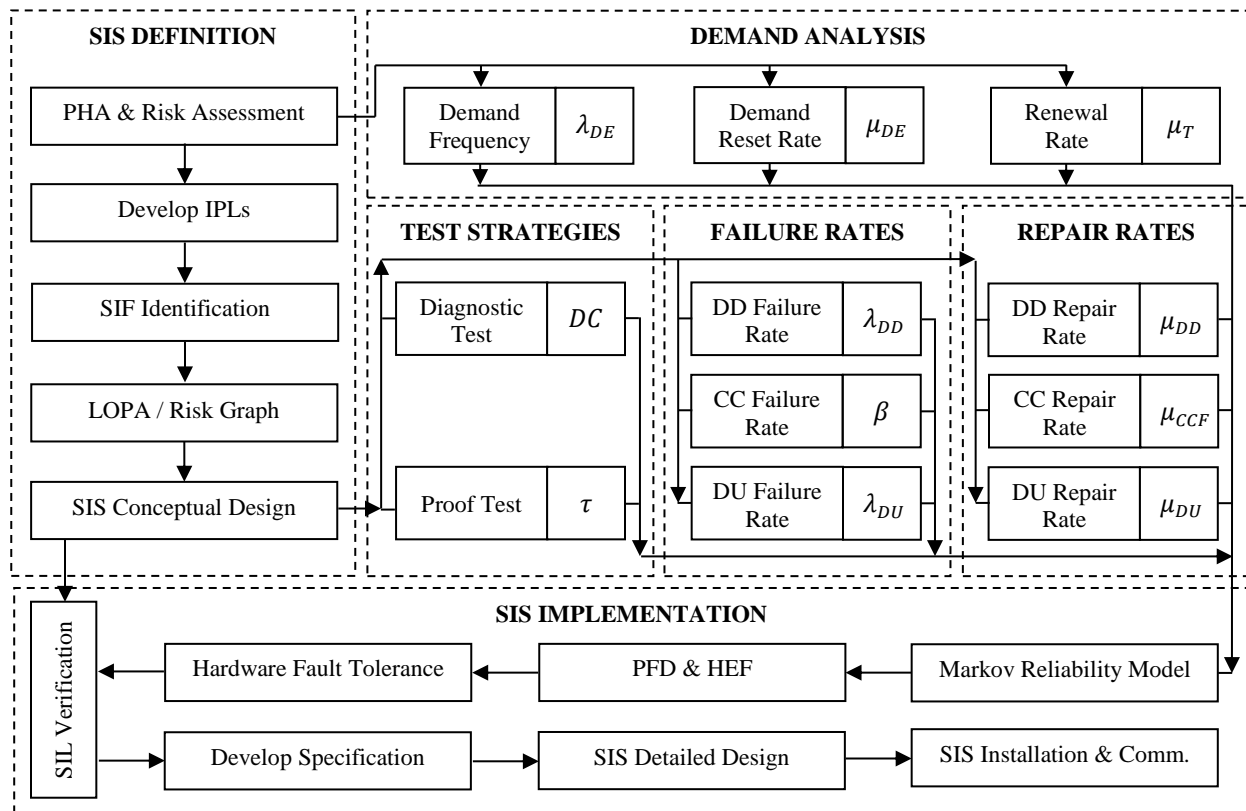 SIS DEFINITION
PHA & Risk Assessment
Develop IPLs
SIF Identification
LOPA / Risk Graph
SIS Conceptual Design
DEMAND ANALYSIS
Demand
Frequency
λ_DE
Demand
Reset Rate
μ_DE
Renewal
Rate
μ_T
TEST STRATEGIES
Diagnostic
Test
DC
Proof Test
τ
FAILURE RATES
DD Failure
Rate
λ_DD
CC Failure
Rate
β
DU Failure
Rate
λ_DU
REPAIR RATES
DD Repair
Rate
μ_DD
CC Repair
Rate
μ_CCF
DU Repair
Rate
μ_DU
SIS IMPLEMENTATION
SIL Verification
Hardware Fault Tolerance
PFD & HEF
Markov Reliability Model
Develop Specification
SIS Detailed Design
SIS Installation & Comm.